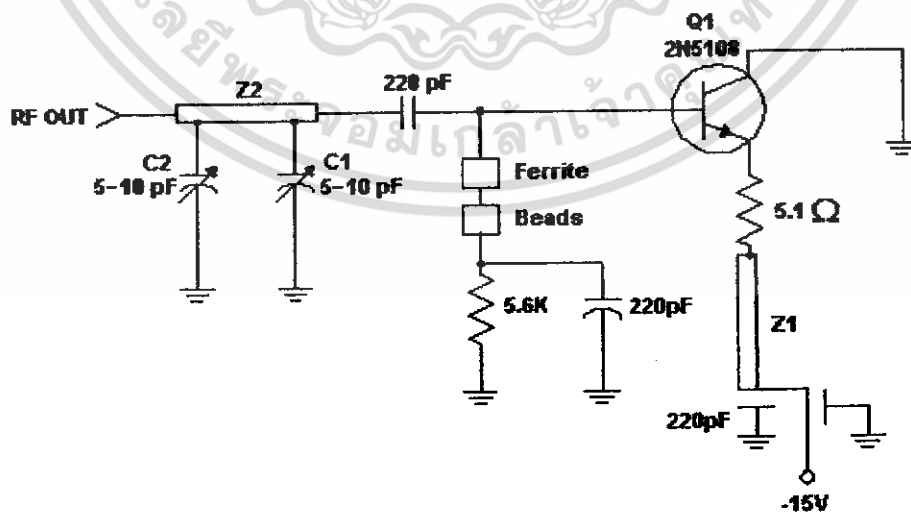 Q1
2N5108
Z2
220 pF
RF OUT
C2
5-10 pF
C1
5-10 pF
Ferrite
Beads
5.1 Ω
5.6K
220pF
Z1
220pF
-15V